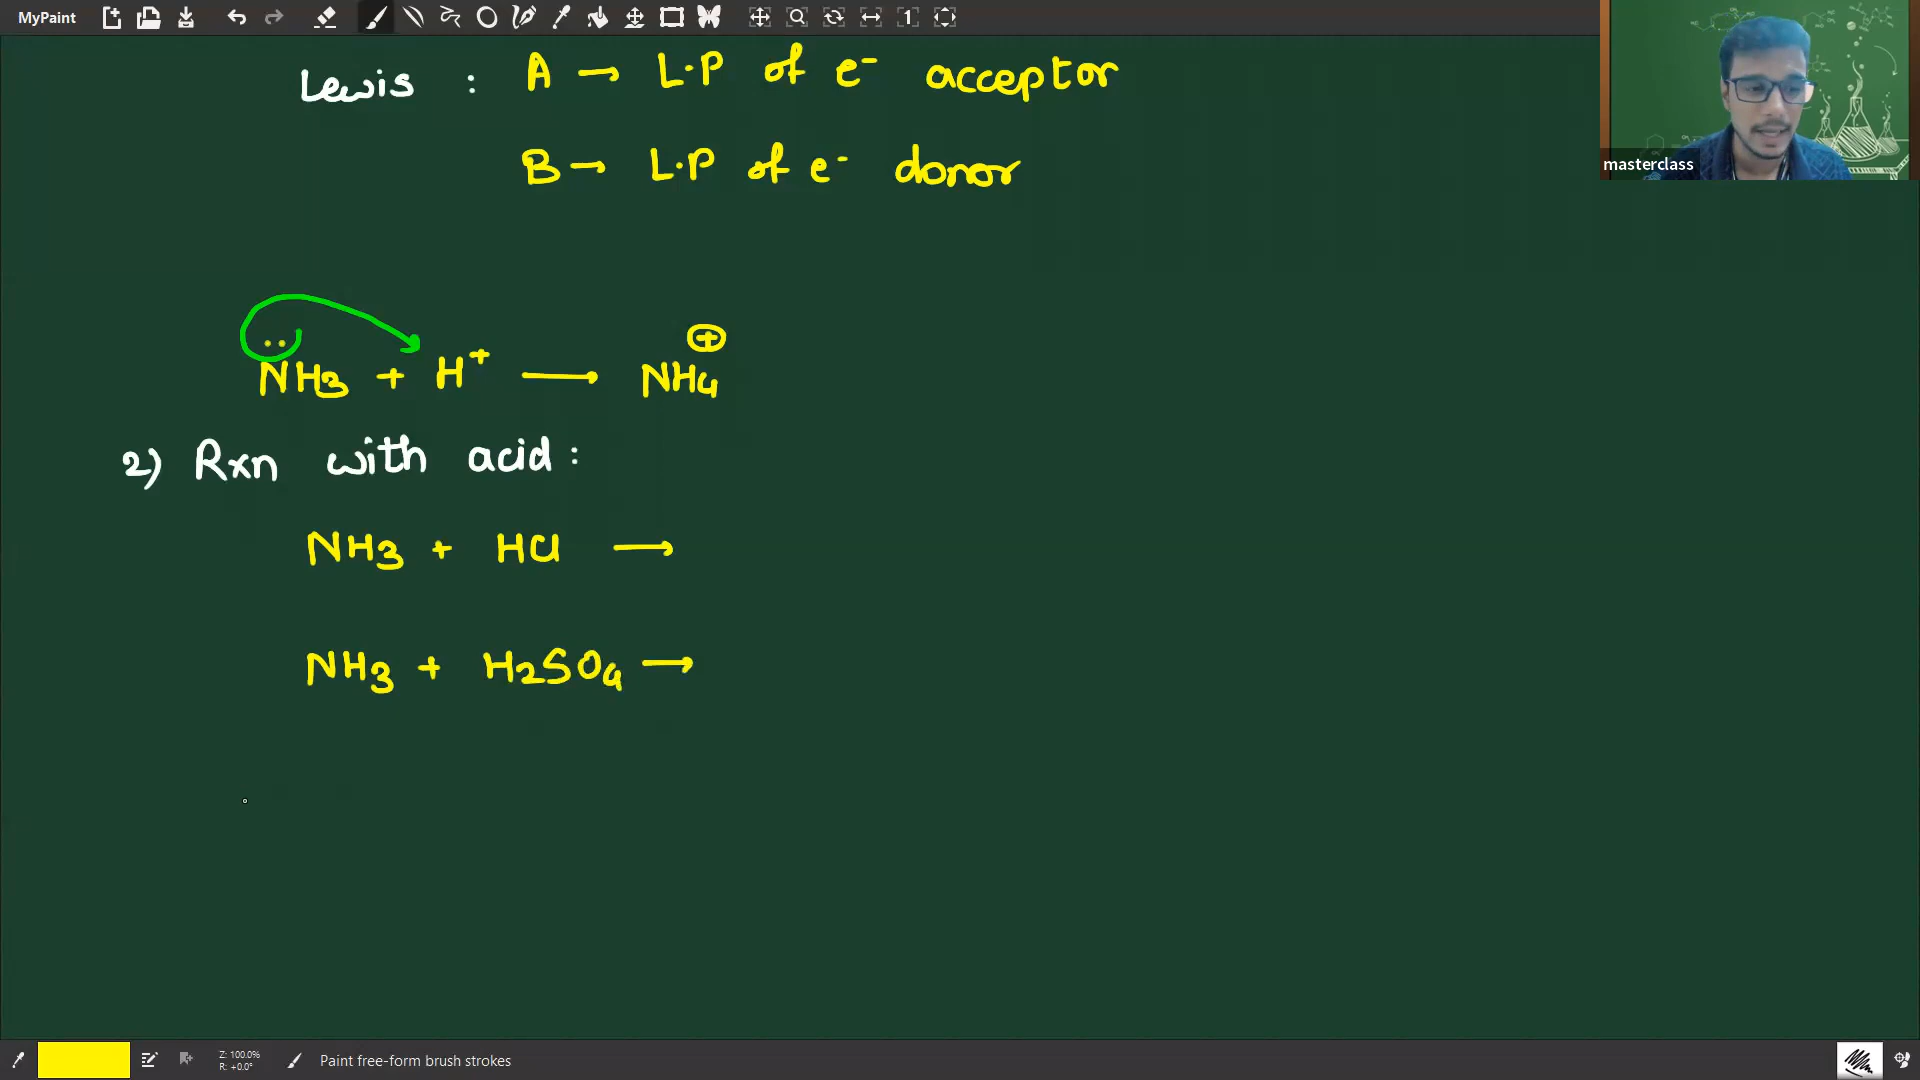 MyPaint
masterclass
Lewis : A → L.P of e⁻ acceptor
B → L.P of e⁻ donor
NH3 + H⁺ → NH4 ⊕
2) Rxn with acid :
NH3 + HCl →
NH3 + H2SO4 →
Z: 100.0%
R: +0.0°
Paint free-form brush strokes